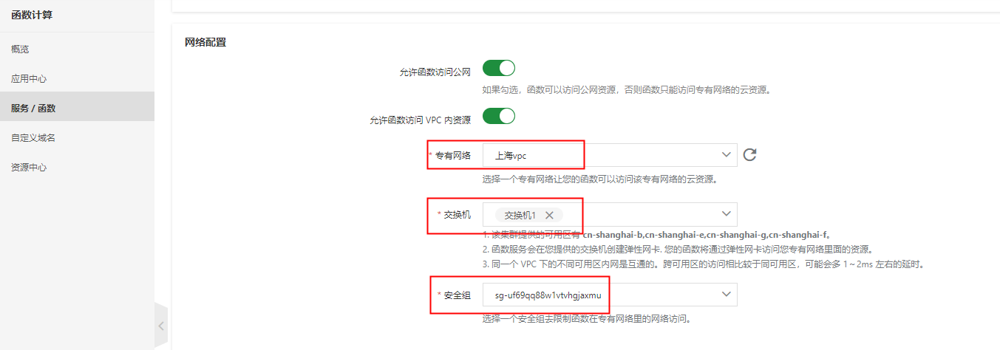 函数计算
概览
应用中心
服务 / 函数
自定义域名
资源中心
网络配置
允许函数访问公网
如果勾选，函数可以访问公网资源，否则函数只能访问专有网络的云资源。
允许函数访问 VPC 内资源
* 专有网络 上海vpc
选择一个专有网络让您的函数可以访问该专有网络的云资源。
* 交换机 交换机1
1. 该集群提供的可用区有 cn-shanghai-b,cn-shanghai-e,cn-shanghai-g,cn-shanghai-f。
2. 函数服务会在您提供的交换机创建弹性网卡, 您的函数将通过弹性网卡访问您专有网络里面的资源。
3. 同一个 VPC 下的不同可用区内网是互通的。跨可用区的访问相比较于同可用区，可能会多 1～2ms 左右的延时。
* 安全组 sg-uf69qq88w1vtvhgjaxmu
选择一个安全组去限制函数在专有网络里的网络访问。